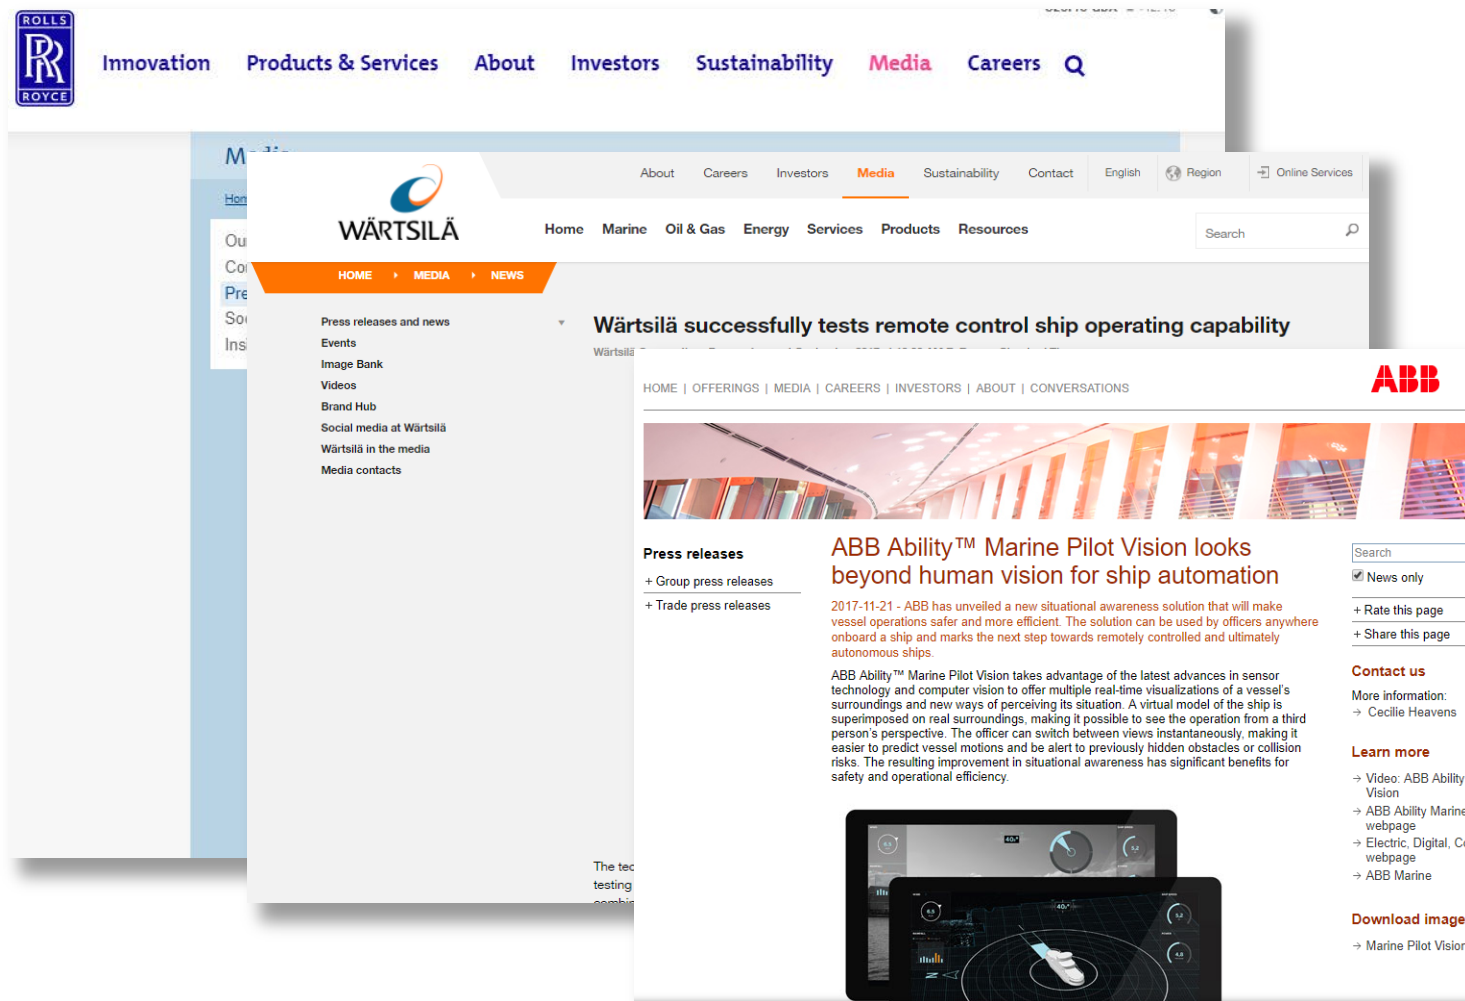 ROLLS
RR
ROYCE
Innovation Products & Services About Investors Sustainability Media Careers
About Careers Investors Media Sustainability Contact English Region Online Services
WÄRTSILÄ
Home Marine Oil & Gas Energy Services Products Resources
Search
HOME MEDIA NEWS
Press releases and news
Events
Image Bank
Videos
Brand Hub
Social media at Wärtsilä
Wärtsilä in the media
Media contacts
Wärtsilä successfully tests remote control ship operating capability
The
testing
HOME | OFFERINGS | MEDIA | CAREERS | INVESTORS | ABOUT | CONVERSATIONS
ABB
Press releases
+ Group press releases
+ Trade press releases
ABB Ability™ Marine Pilot Vision looks
beyond human vision for ship automation
2017-11-21 - ABB has unveiled a new situational awareness solution that will make
vessel operations safer and more efficient. The solution can be used by officers anywhere
onboard a ship and marks the next step towards remotely controlled and ultimately
autonomous ships.
ABB Ability™ Marine Pilot Vision takes advantage of the latest advances in sensor
technology and computer vision to offer multiple real-time visualizations of a vessel's
surroundings and new ways of perceiving its situation. A virtual model of the ship is
superimposed on real surroundings, making it possible to see the operation from a third
person's perspective. The officer can switch between views instantaneously, making it
easier to predict vessel motions and be alert to previously hidden obstacles or collision
risks. The resulting improvement in situational awareness has significant benefits for
safety and operational efficiency.
Search
News only
+ Rate this page
+ Share this page
Contact us
More information:
→ Cecilie Heavens
Learn more
→ Video: ABB Ability
Vision
→ ABB Ability Marine
webpage
→ Electric, Digital,
webpage
→ ABB Marine
Download image
→ Marine Pilot Vision